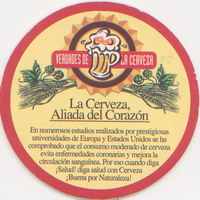 VERDADES DE LA CERVEZA
La Cerveza,
Aliada del Corazón
En numerosos estudios realizados por prestigiosas
universidades de Europa y Estados Unidos se ha
comprobado que el consumo moderado de cerveza
evita enfermedades coronarias y mejora la
circulación sanguínea. Por eso cuando diga
¡Salud! diga salud con Cerveza
¡Buena por Naturaleza!